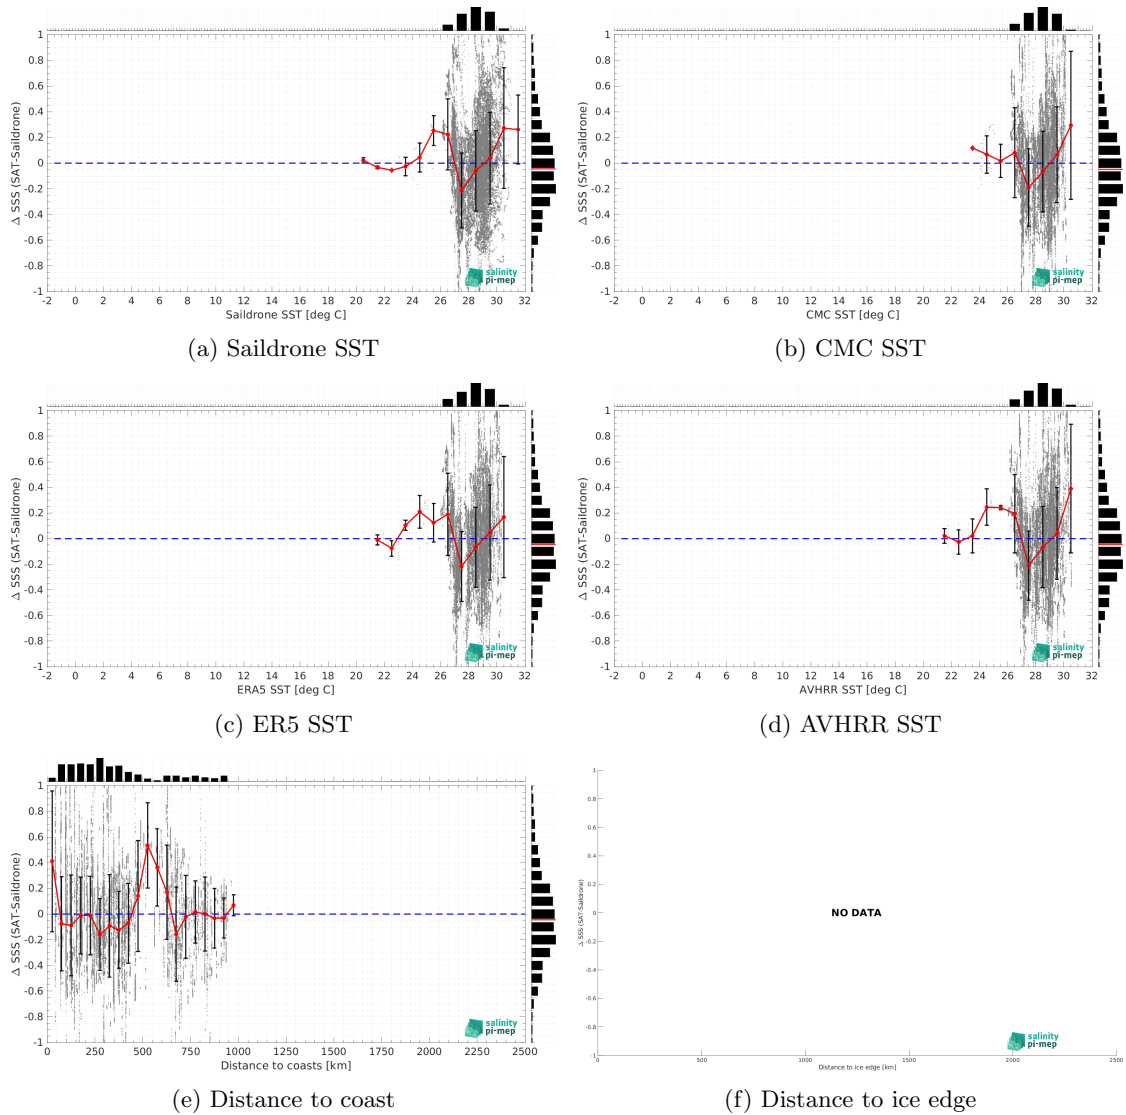 1
0.8
0.6
0.4
0.2
0
-0.2
-0.4
-0.6
-0.8
-1
Δ SSS (SAT-Saildrone)
salinity
pi-mep
-2 0 2 4 6 8 10 12 14 16 18 20 22 24 26 28 30 32
Saildrone SST [deg C]
(a) Saildrone SST
1
0.8
0.6
0.4
0.2
0
-0.2
-0.4
-0.6
-0.8
-1
Δ SSS (SAT-Saildrone)
salinity
pi-mep
-2 0 2 4 6 8 10 12 14 16 18 20 22 24 26 28 30 32
CMC SST [deg C]
(b) CMC SST
1
0.8
0.6
0.4
0.2
0
-0.2
-0.4
-0.6
-0.8
-1
Δ SSS (SAT-Saildrone)
salinity
pi-mep
-2 0 2 4 6 8 10 12 14 16 18 20 22 24 26 28 30 32
ERA5 SST [deg C]
(c) ER5 SST
1
0.8
0.6
0.4
0.2
0
-0.2
-0.4
-0.6
-0.8
-1
Δ SSS (SAT-Saildrone)
salinity
pi-mep
-2 0 2 4 6 8 10 12 14 16 18 20 22 24 26 28 30 32
AVHRR SST [deg C]
(d) AVHRR SST
1
0.8
0.6
0.4
0.2
0
-0.2
-0.4
-0.6
-0.8
-1
Δ SSS (SAT-Saildrone)
salinity
pi-mep
0 250 500 750 1000 1250 1500 1750 2000 2250 2500
Distance to coasts [km]
(e) Distance to coast
1
0.8
0.6
0.4
0.2
0
-0.2
-0.4
-0.6
-0.8
-1
Δ SSS (SAT-Saildrone)
NO DATA
salinity
pi-mep
0 500 1000 1500 2000 2500
Distance to ice edge [km]
(f) Distance to ice edge